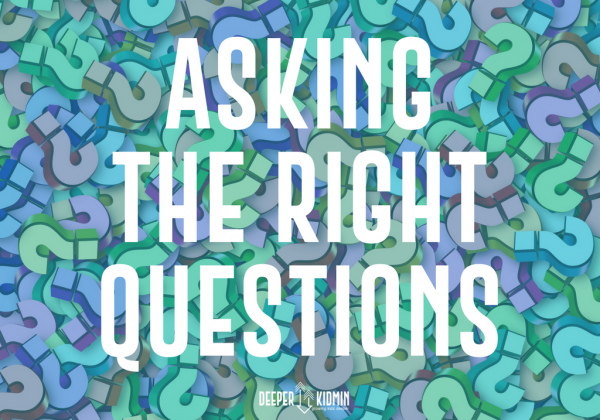 ASKING
THE RIGHT
QUESTIONS
DEEPER KIDMIN